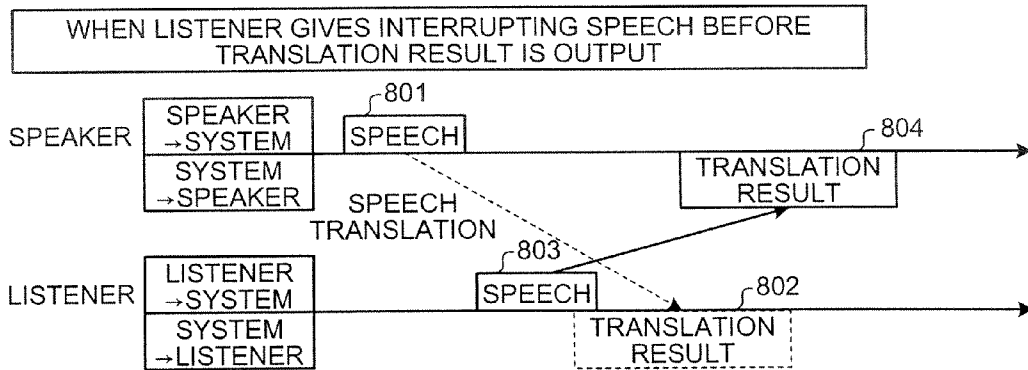 WHEN LISTENER GIVES INTERRUPTING SPEECH BEFORE
TRANSLATION RESULT IS OUTPUT
SPEAKER
SPEAKER
→SYSTEM
SYSTEM
→SPEAKER
801
SPEECH
804
TRANSLATION
RESULT
SPEECH
TRANSLATION
LISTENER
LISTENER
→SYSTEM
SYSTEM
→LISTENER
803
SPEECH
802
TRANSLATION
RESULT